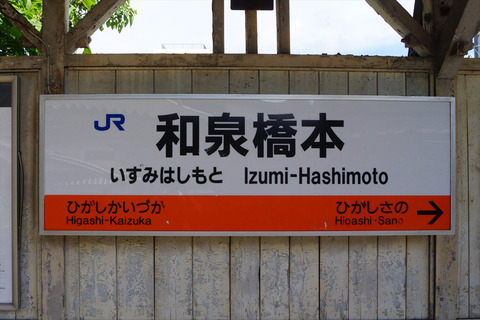 JR 和泉橋本
いずみはしもと Izumi-Hashimoto
ひがしかいづか ひがしさの →
Higashi-Kaizuka Higashi-Sano